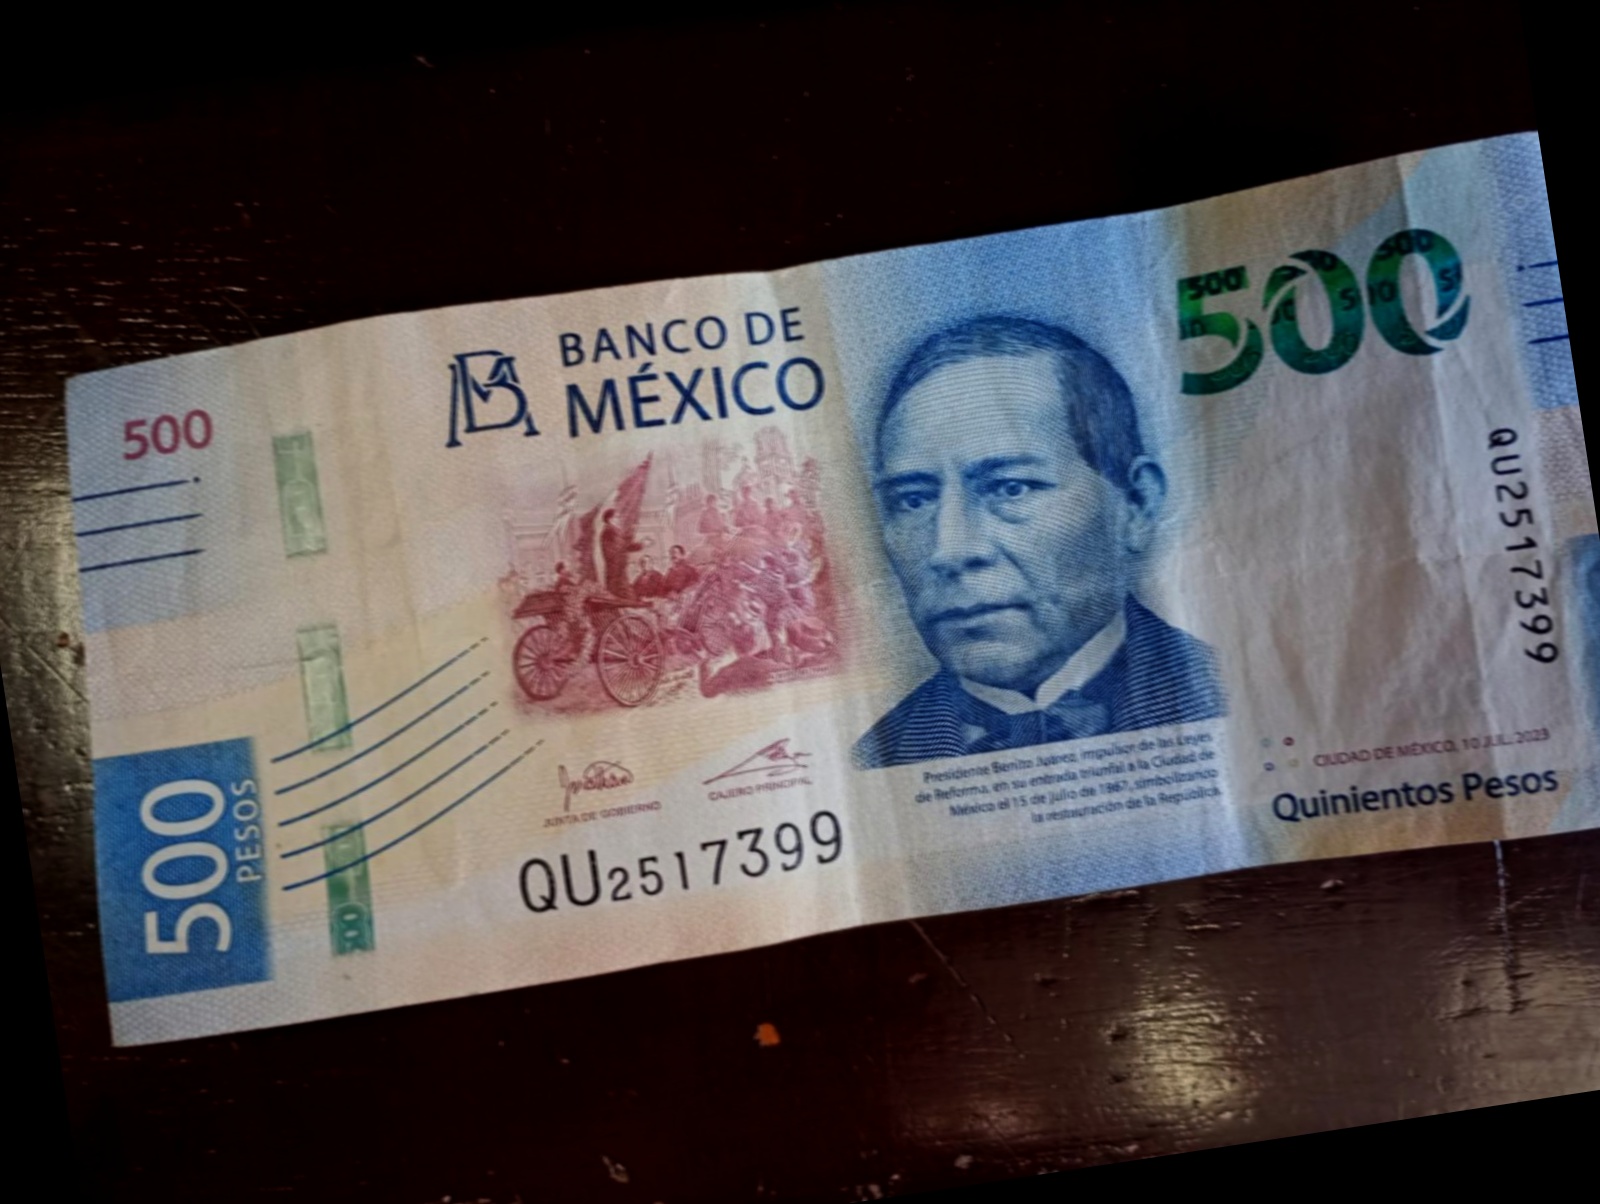 500
BANCO DE
MÉXICO
500
500
500
QU2517399
500
PESOS
JUNTA DE GOBIERNO
CAJERO PRINCIPAL
QU2517399
Presidente Benito Juárez, impulsor de las Leyes
de Reforma, en su entrada triunfal a la Ciudad de
México el 15 de julio de 1867, simbolizando
la restauración de la República.
CIUDAD DE MÉXICO, 10 JUL. 2023
Quinientos Pesos